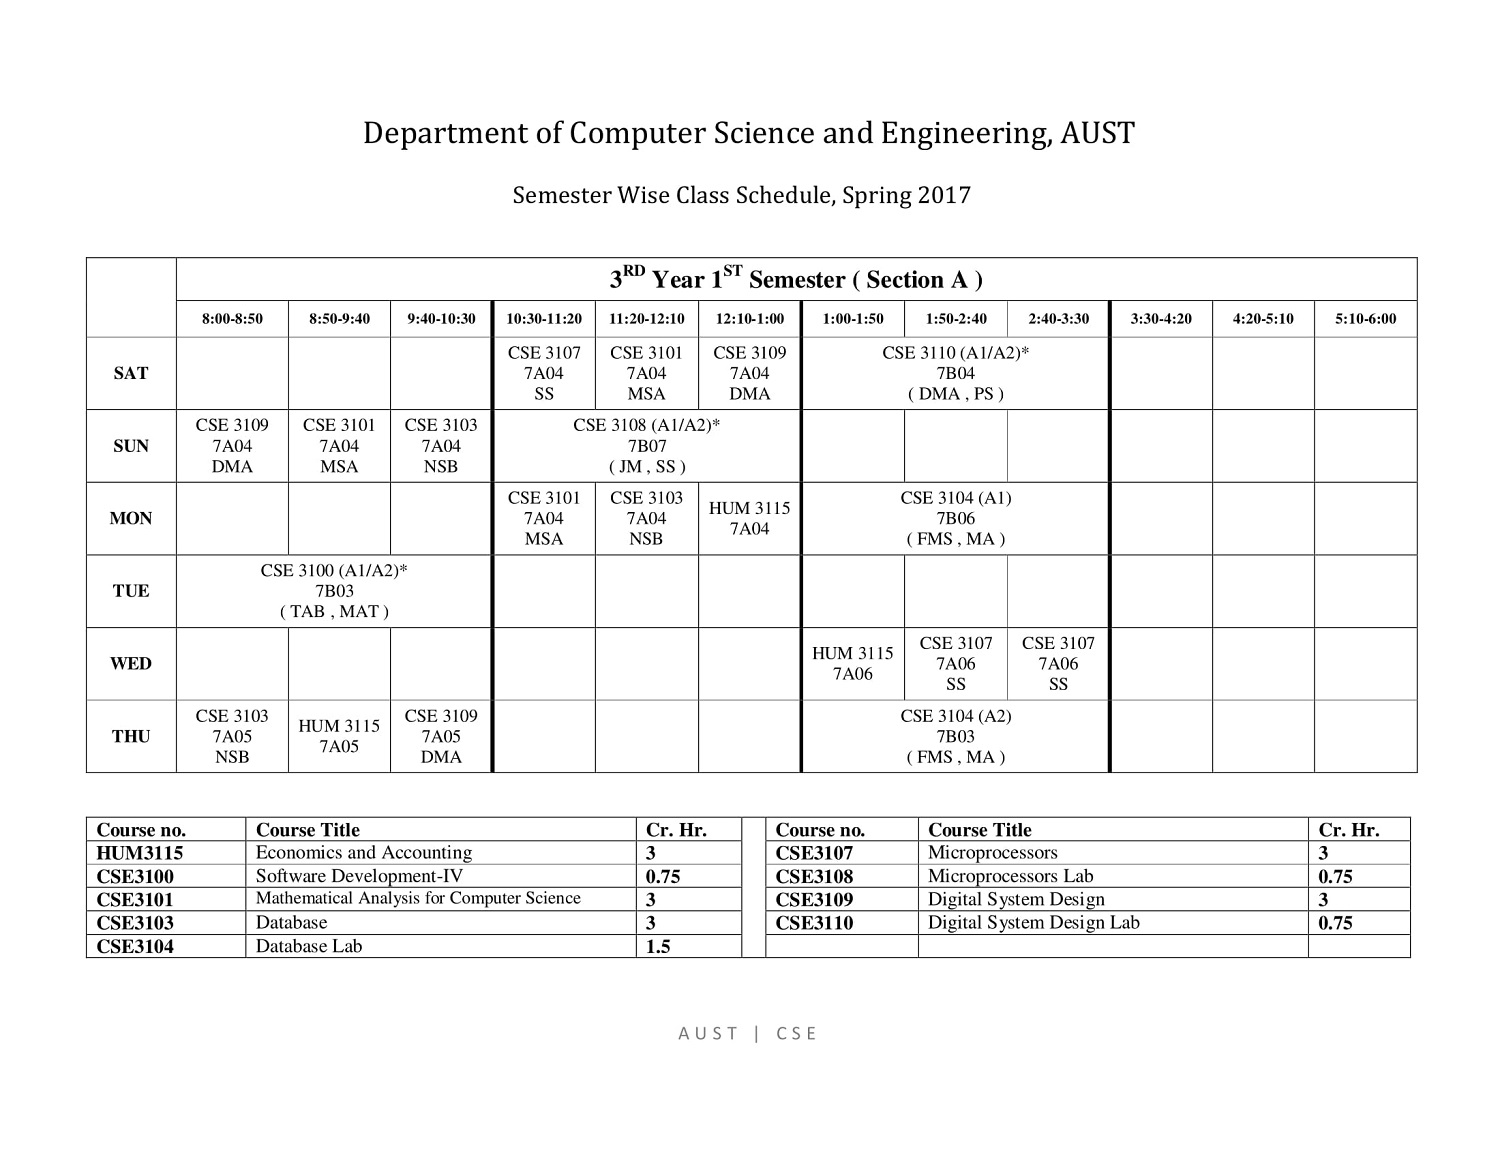 Department of Computer Science and Engineering, AUST
Semester Wise Class Schedule, Spring 2017
3RD Year 1ST Semester ( Section A )
8:00-8:50 8:50-9:40 9:40-10:30 10:30-11:20 11:20-12:10 12:10-1:00 1:00-1:50 1:50-2:40 2:40-3:30 3:30-4:20 4:20-5:10 5:10-6:00
SAT
CSE 3107
7A04
SS
CSE 3101
7A04
MSA
CSE 3109
7A04
DMA
CSE 3110 (A1/A2)*
7B04
( DMA , PS )
SUN
CSE 3109
7A04
DMA
CSE 3101
7A04
MSA
CSE 3103
7A04
NSB
CSE 3108 (A1/A2)*
7B07
( JM , SS )
MON
CSE 3101
7A04
MSA
CSE 3103
7A04
NSB
HUM 3115
7A04
CSE 3104 (A1)
7B06
( FMS , MA )
TUE
CSE 3100 (A1/A2)*
7B03
( TAB , MAT )
WED
HUM 3115
7A06
CSE 3107
7A06
SS
CSE 3107
7A06
SS
THU
CSE 3103
7A05
NSB
HUM 3115
7A05
CSE 3109
7A05
DMA
CSE 3104 (A2)
7B03
( FMS , MA )
Course no. Course Title Cr. Hr. Course no. Course Title Cr. Hr.
HUM3115 Economics and Accounting 3 CSE3107 Microprocessors 3
CSE3100 Software Development-IV 0.75 CSE3108 Microprocessors Lab 0.75
CSE3101 Mathematical Analysis for Computer Science 3 CSE3109 Digital System Design 3
CSE3103 Database 3 CSE3110 Digital System Design Lab 0.75
CSE3104 Database Lab 1.5
AUST | CSE